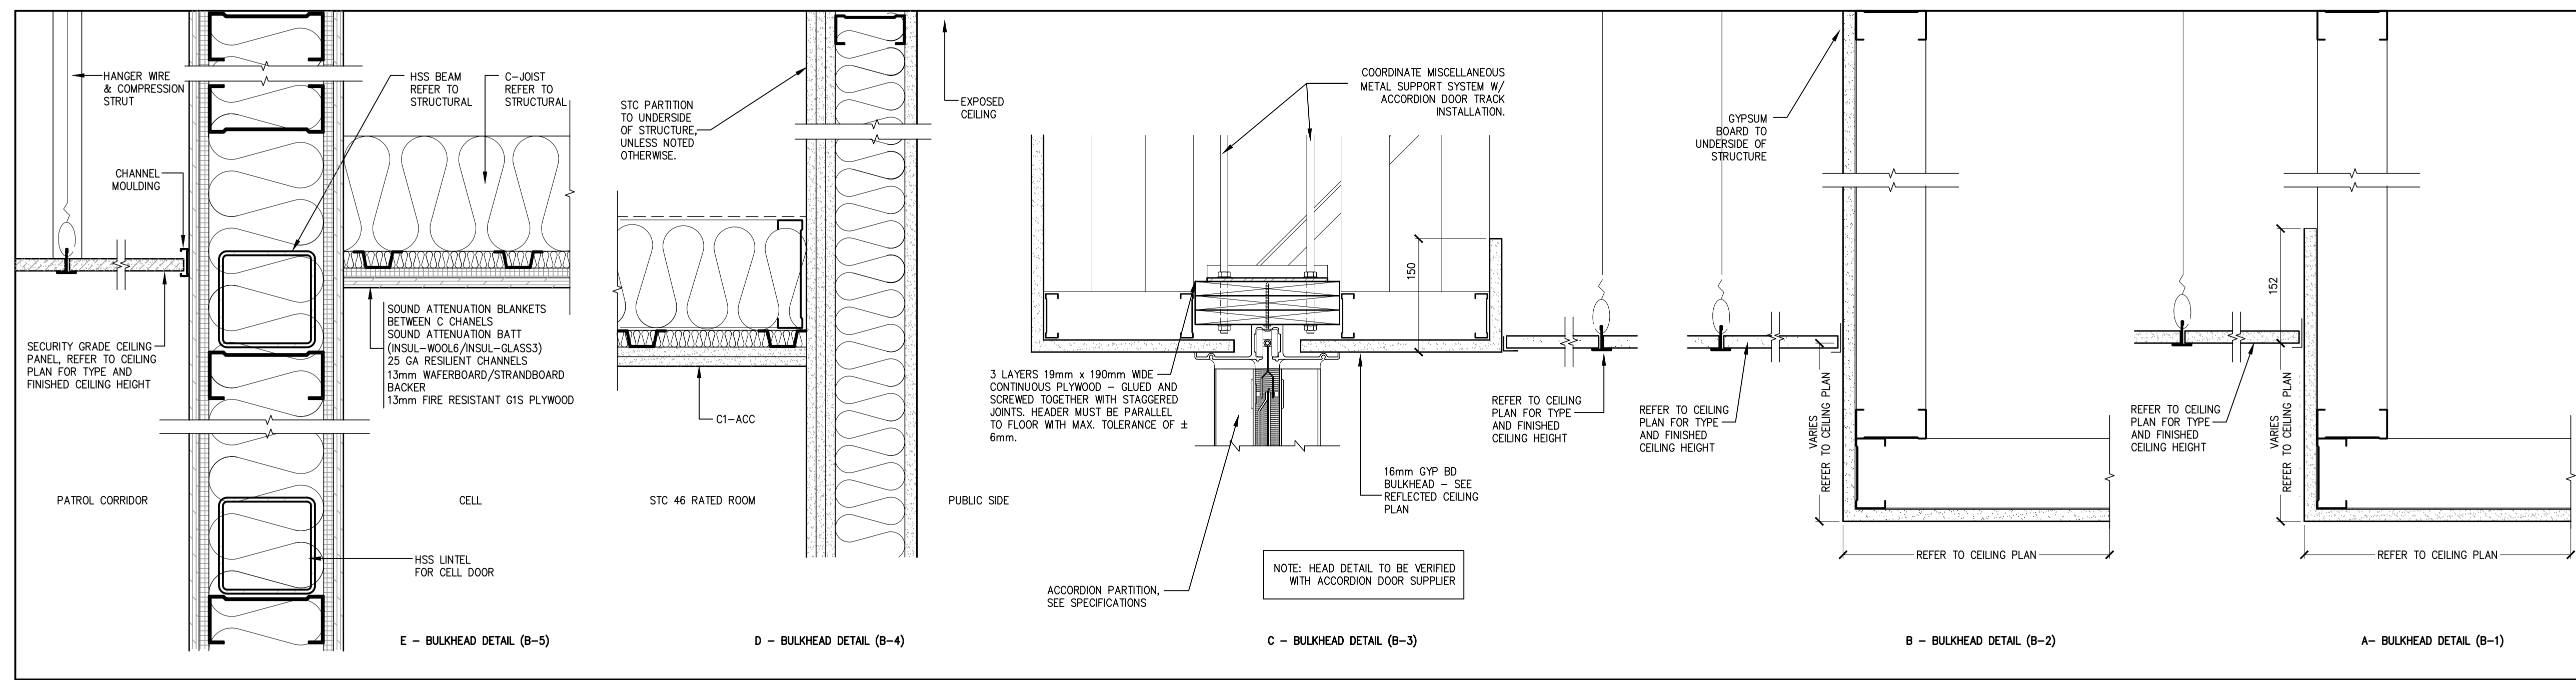 HANGER WIRE
& COMPRESSION
STRUT
CHANNEL
MOULDING
SECURITY GRADE CEILING
PANEL, REFER TO CEILING
PLAN FOR TYPE AND
FINISHED CEILING HEIGHT
PATROL CORRIDOR
HSS BEAM
REFER TO
STRUCTURAL
C-JOIST
REFER TO
STRUCTURAL
SOUND ATTENUATION BLANKETS
BETWEEN C CHANELS
SOUND ATTENUATION BATT
(INSUL-WOOL6/INSUL-GLASS3)
25 GA RESILIENT CHANNELS
13mm WAFERBOARD/STRANDBOARD
BACKER
13mm FIRE RESISTANT G1S PLYWOOD
CELL
HSS LINTEL
FOR CELL DOOR
E - BULKHEAD DETAIL (B-5)
STC PARTITION
TO UNDERSIDE
OF STRUCTURE,
UNLESS NOTED
OTHERWISE.
EXPOSED
CEILING
C1-ACC
STC 46 RATED ROOM
PUBLIC SIDE
D - BULKHEAD DETAIL (B-4)
COORDINATE MISCELLANEOUS
METAL SUPPORT SYSTEM W/
ACCORDION DOOR TRACK
INSTALLATION.
150
3 LAYERS 19mm x 190mm WIDE
CONTINUOUS PLYWOOD - GLUED AND
SCREWED TOGETHER WITH STAGGERED
JOINTS. HEADER MUST BE PARALLEL
TO FLOOR WITH MAX. TOLERANCE OF ±
6mm.
REFER TO CEILING
PLAN FOR TYPE
AND FINISHED
CEILING HEIGHT
16mm GYP BD
BULKHEAD - SEE
REFLECTED CEILING
PLAN
NOTE: HEAD DETAIL TO BE VERIFIED
WITH ACCORDION DOOR SUPPLIER
ACCORDION PARTITION,
SEE SPECIFICATIONS
C - BULKHEAD DETAIL (B-3)
GYPSUM
BOARD TO
UNDERSIDE OF
STRUCTURE
REFER TO CEILING
PLAN FOR TYPE
AND FINISHED
CEILING HEIGHT
VARIES
REFER TO CEILING PLAN
REFER TO CEILING PLAN
B - BULKHEAD DETAIL (B-2)
152
REFER TO CEILING
PLAN FOR TYPE
AND FINISHED
CEILING HEIGHT
VARIES
REFER TO CEILING PLAN
REFER TO CEILING PLAN
A- BULKHEAD DETAIL (B-1)